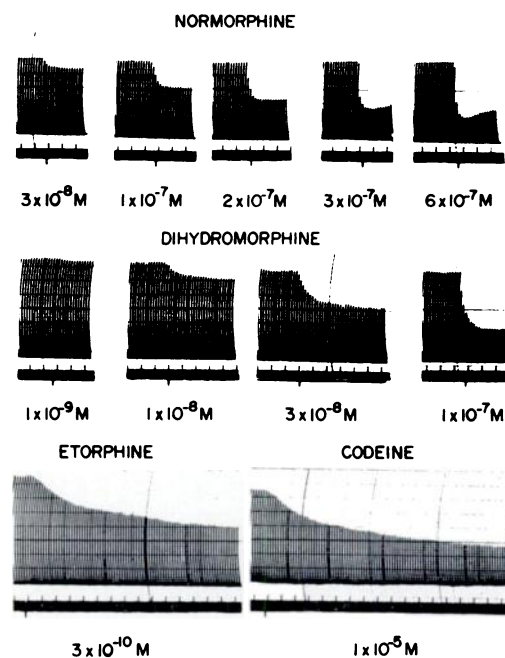 NORMORPHINE
3x10⁻⁸M 1x10⁻⁷M 2x10⁻⁷M 3x10⁻⁷M 6x10⁻⁷M
DIHYDROMORPHINE
1x10⁻⁹M 1x10⁻⁸M 3x10⁻⁸M 1x10⁻⁷M
ETORPHINE CODEINE
3x10⁻¹⁰M 1x10⁻⁵M